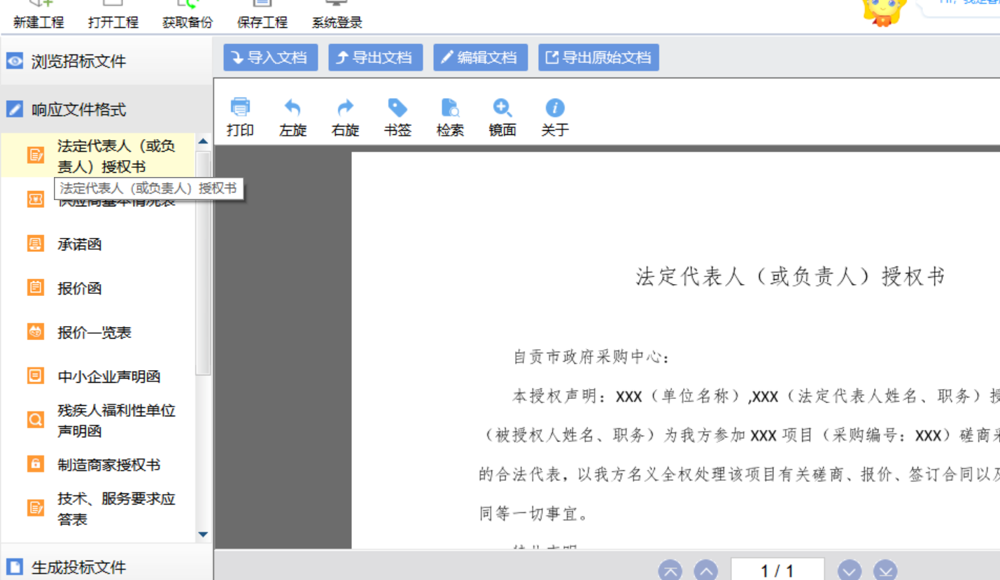 新建工程 打开工程 获取备份 保存工程 系统登录
浏览招标文件
导入文档 导出文档 编辑文档 导出原始文档
响应文件格式
打印 左旋 右旋 书签 检索 镜面 关于
法定代表人（或负
责人）授权书
法定代表人（或负责人）授权书
供应商基本情况表
承诺函
报价函
报价一览表
中小企业声明函
残疾人福利性单位
声明函
制造商家授权书
技术、服务要求应
答表
生成投标文件
法定代表人（或负责人）授权书
自贡市政府采购中心：
本授权声明：XXX（单位名称）,XXX（法定代表人姓名、职务）授
（被授权人姓名、职务）为我方参加 XXX 项目（采购编号：XXX）磋商采
的合法代表，以我方名义全权处理该项目有关磋商、报价、签订合同以及
同等一切事宜。
1 / 1